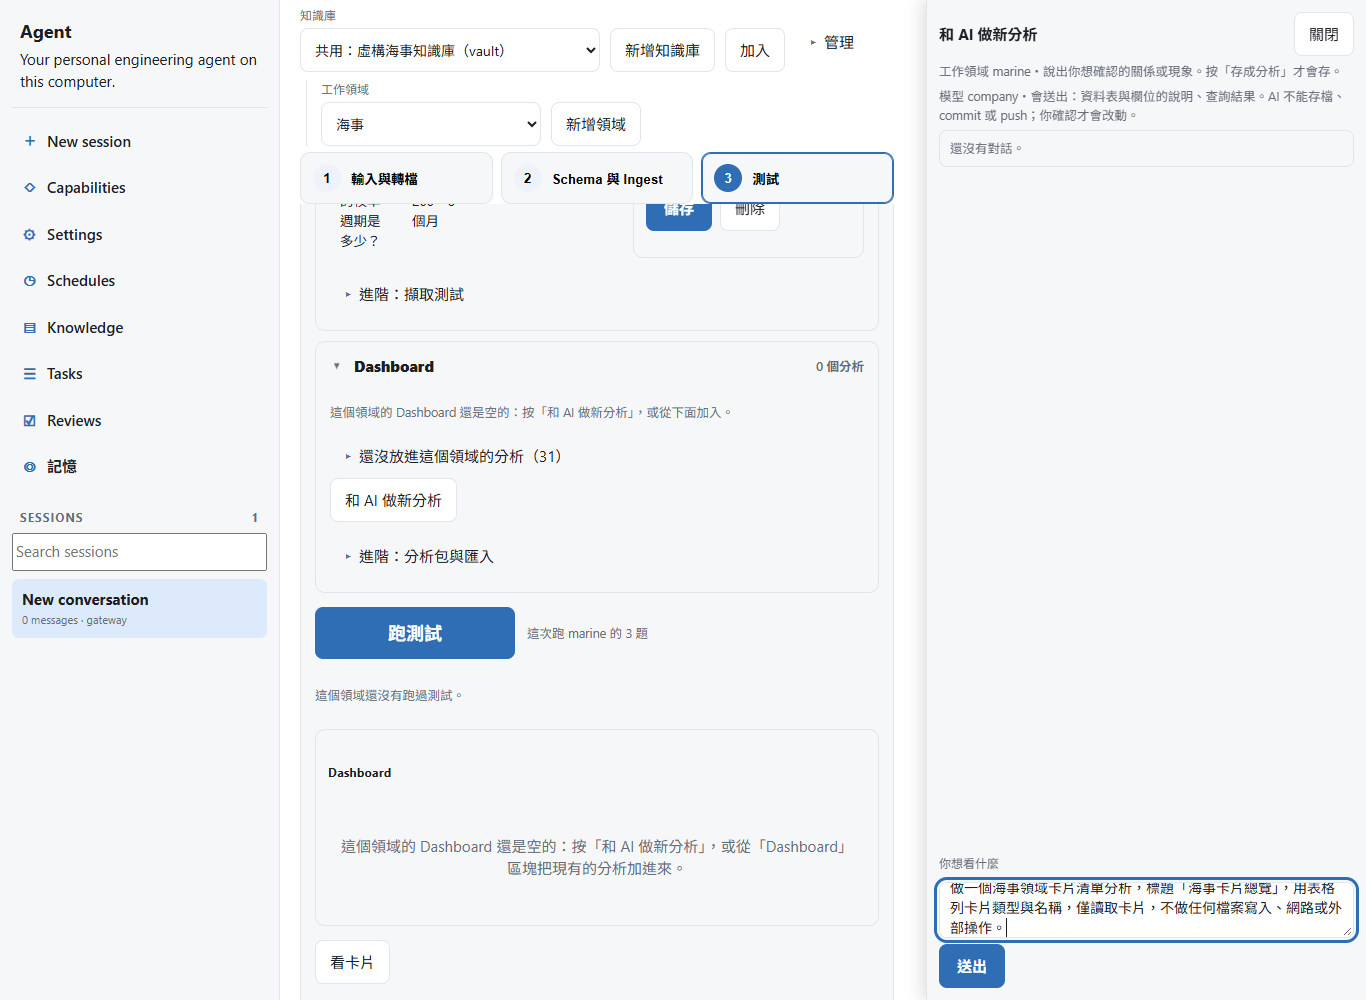 Agent
Your personal engineering agent on
this computer.
New session
Capabilities
Settings
Schedules
Knowledge
Tasks
Reviews
記憶
SESSIONS 1
Search sessions
New conversation
0 messages · gateway
知識庫
共用：虛構海事知識庫（vault）
新增知識庫
加入
管理
工作領域
海事
新增領域
1 輸入與轉檔
2 Schema 與 Ingest
3 測試
週期是
多少？
個月
儲存
刪除
進階：擷取測試
Dashboard
0 個分析
這個領域的 Dashboard 還是空的：按「和 AI 做新分析」，或從下面加入。
還沒放進這個領域的分析（31）
和 AI 做新分析
進階：分析包與匯入
跑測試
這次跑 marine 的 3 題
這個領域還沒有跑過測試。
Dashboard
這個領域的 Dashboard 還是空的：按「和 AI 做新分析」，或從「Dashboard」
區塊把現有的分析加進來。
看卡片
和 AI 做新分析
關閉
工作領域 marine・說出你想確認的關係或現象。按「存成分析」才會存。
模型 company・會送出：資料表與欄位的說明、查詢結果。AI 不能存檔、
commit 或 push；你確認才會改動。
還沒有對話。
你想看什麼
做一個海事領域卡片清單分析，標題「海事卡片總覽」，用表格
列卡片類型與名稱，僅讀取卡片，不做任何檔案寫入、網路或外
部操作。
送出